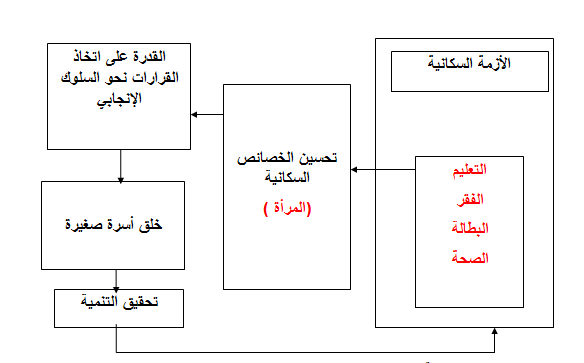 الأزمة السكانية
التعليم
الفقر
البطالة
الصحة
تحسين الخصائص
السكانية
(المرأة )
القدرة على اتخاذ
القرارات نحو السلوك
الإنجابي
خلق أسرة صغيرة
تحقيق التنمية